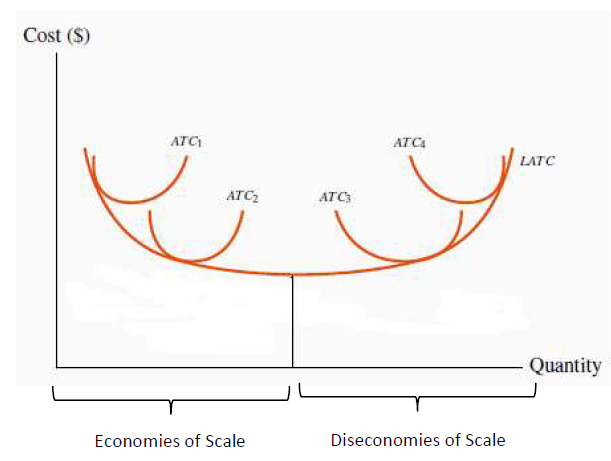 Cost ($)
ATC₁
ATC₄
LATC
ATC₂
ATC₃
Quantity
Economies of Scale
Diseconomies of Scale